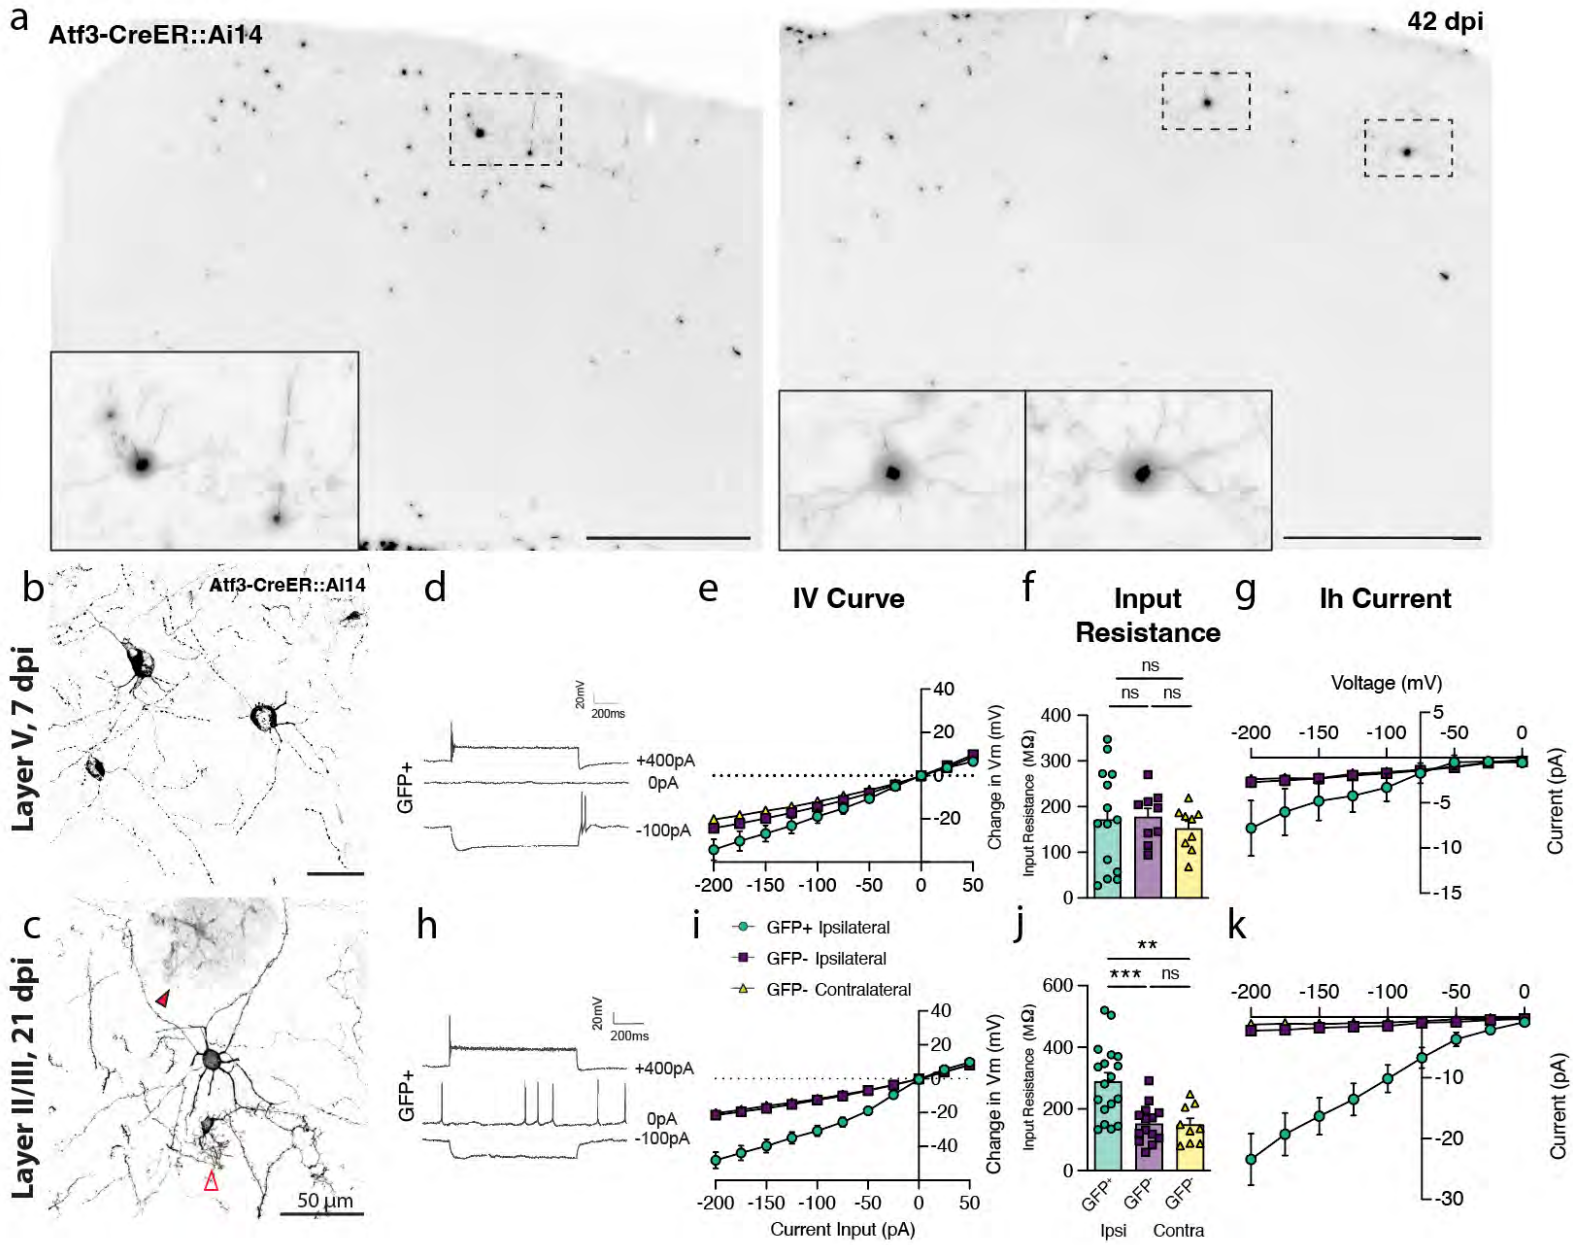 a
Atf3-CreER::Ai14
42 dpi
b
Atf3-CreER::AI14
Layer V, 7 dpi
c
Layer II/III, 21 dpi
50 µm
d
20mV
200ms
GFP+
+400pA
0pA
-100pA
e
IV Curve
40
20
0
-20
Change in Vm (mV)
-200 -150 -100 -50 0 50
f
Input
Resistance
ns
ns ns
Input Resistance (MΩ)
400
300
200
100
0
g
Ih Current
Voltage (mV)
-200 -150 -100 -50 0
5
-5
-10
-15
Current (pA)
h
20mV
200ms
GFP+
+400pA
0pA
-100pA
i
GFP+ Ipsilateral
GFP- Ipsilateral
GFP- Contralateral
40
20
0
-20
-40
Change in Vm (mV)
-200 -150 -100 -50 0 50
Current Input (pA)
j
**
*** ns
Input Resistance (MΩ)
600
400
200
0
GFP+ GFP- GFP-
Ipsi Contra
k
-200 -150 -100 -50 0
-10
-20
-30
Current (pA)